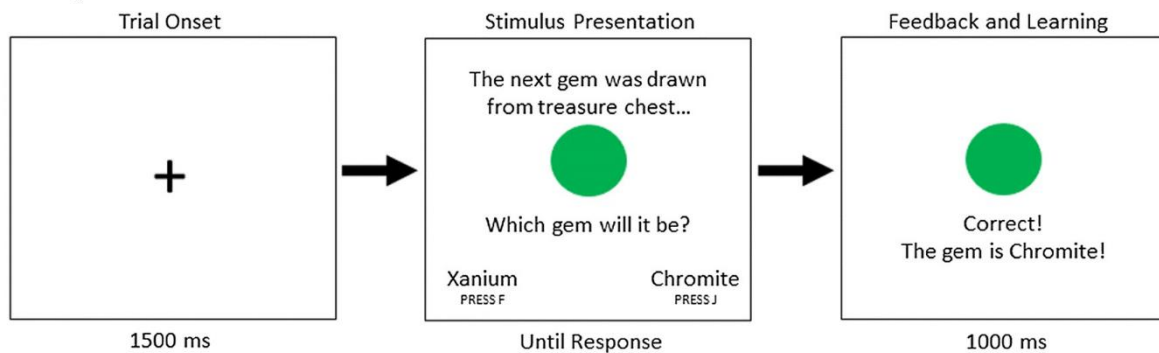 Trial Onset
1500 ms
Stimulus Presentation
The next gem was drawn
from treasure chest...
Which gem will it be?
Xanium
PRESS F
Chromite
PRESS J
Until Response
Feedback and Learning
Correct!
The gem is Chromite!
1000 ms